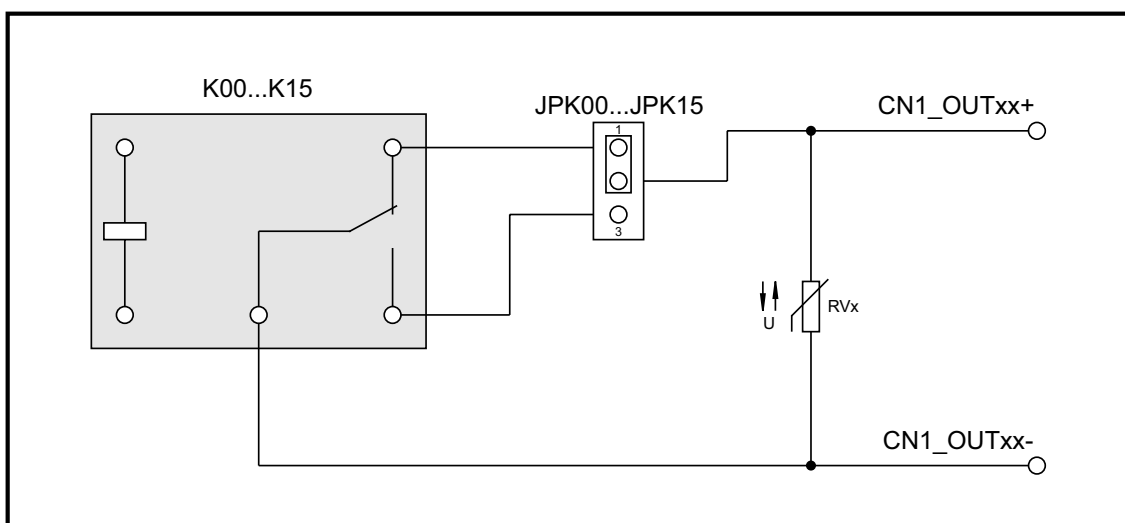 K00...K15
JPK00...JPK15
CN1_OUTxx+
1
3
RVx
U
CN1_OUTxx-